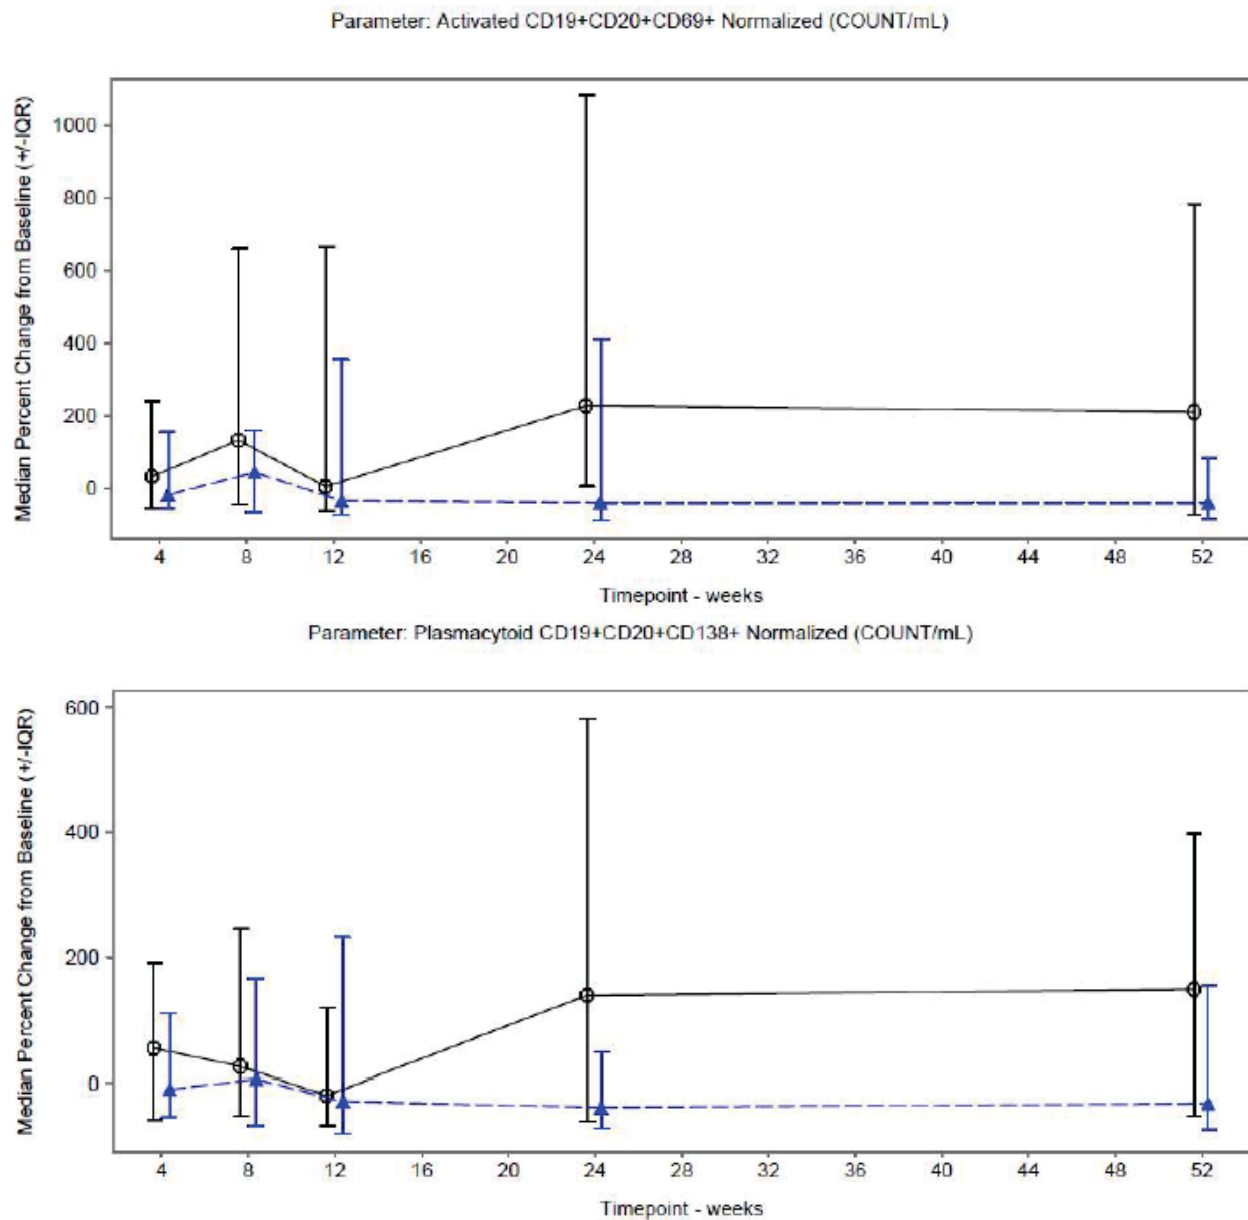 Parameter: Activated CD19+CD20+CD69+ Normalized (COUNT/mL)
Median Percent Change from Baseline (+/-IQR)
1000
800
600
400
200
0
4 8 12 16 20 24 28 32 36 40 44 48 52
Timepoint - weeks
Parameter: Plasmacytoid CD19+CD20+CD138+ Normalized (COUNT/mL)
Median Percent Change from Baseline (+/-IQR)
600
400
200
0
4 8 12 16 20 24 28 32 36 40 44 48 52
Timepoint - weeks